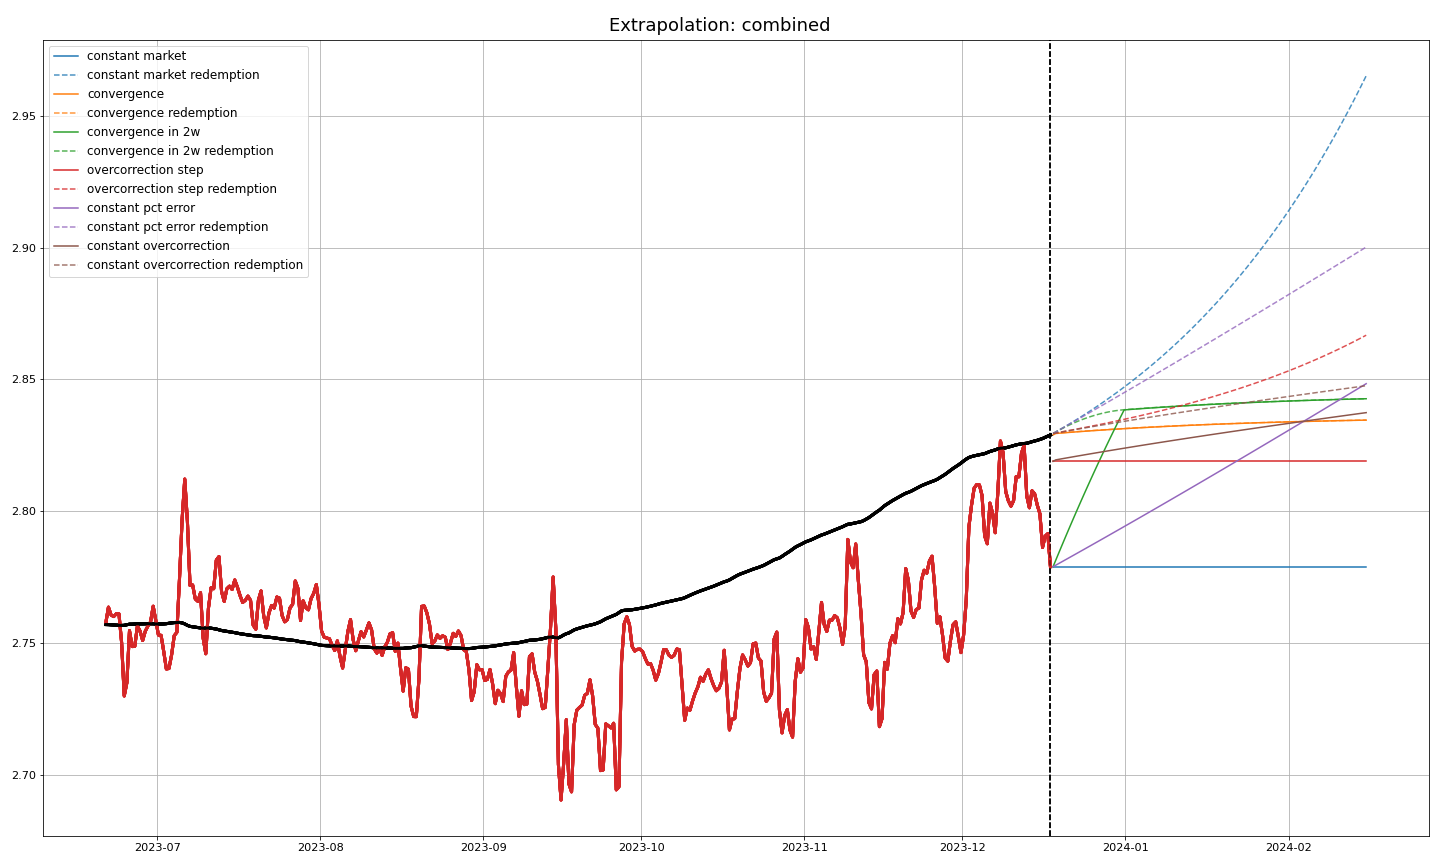 Extrapolation: combined
constant market
constant market redemption
convergence
convergence redemption
convergence in 2w
convergence in 2w redemption
overcorrection step
overcorrection step redemption
constant pct error
constant pct error redemption
constant overcorrection
constant overcorrection redemption
2.95
2.90
2.85
2.80
2.75
2.70
2023-07 2023-08 2023-09 2023-10 2023-11 2023-12 2024-01 2024-02